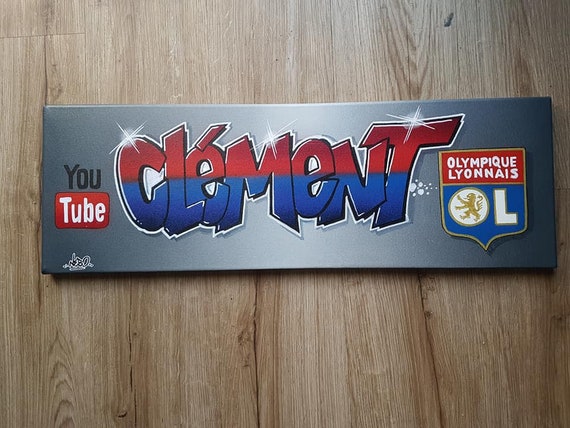 You
Tube
Clément
OLYMPIQUE
LYONNAIS
OL